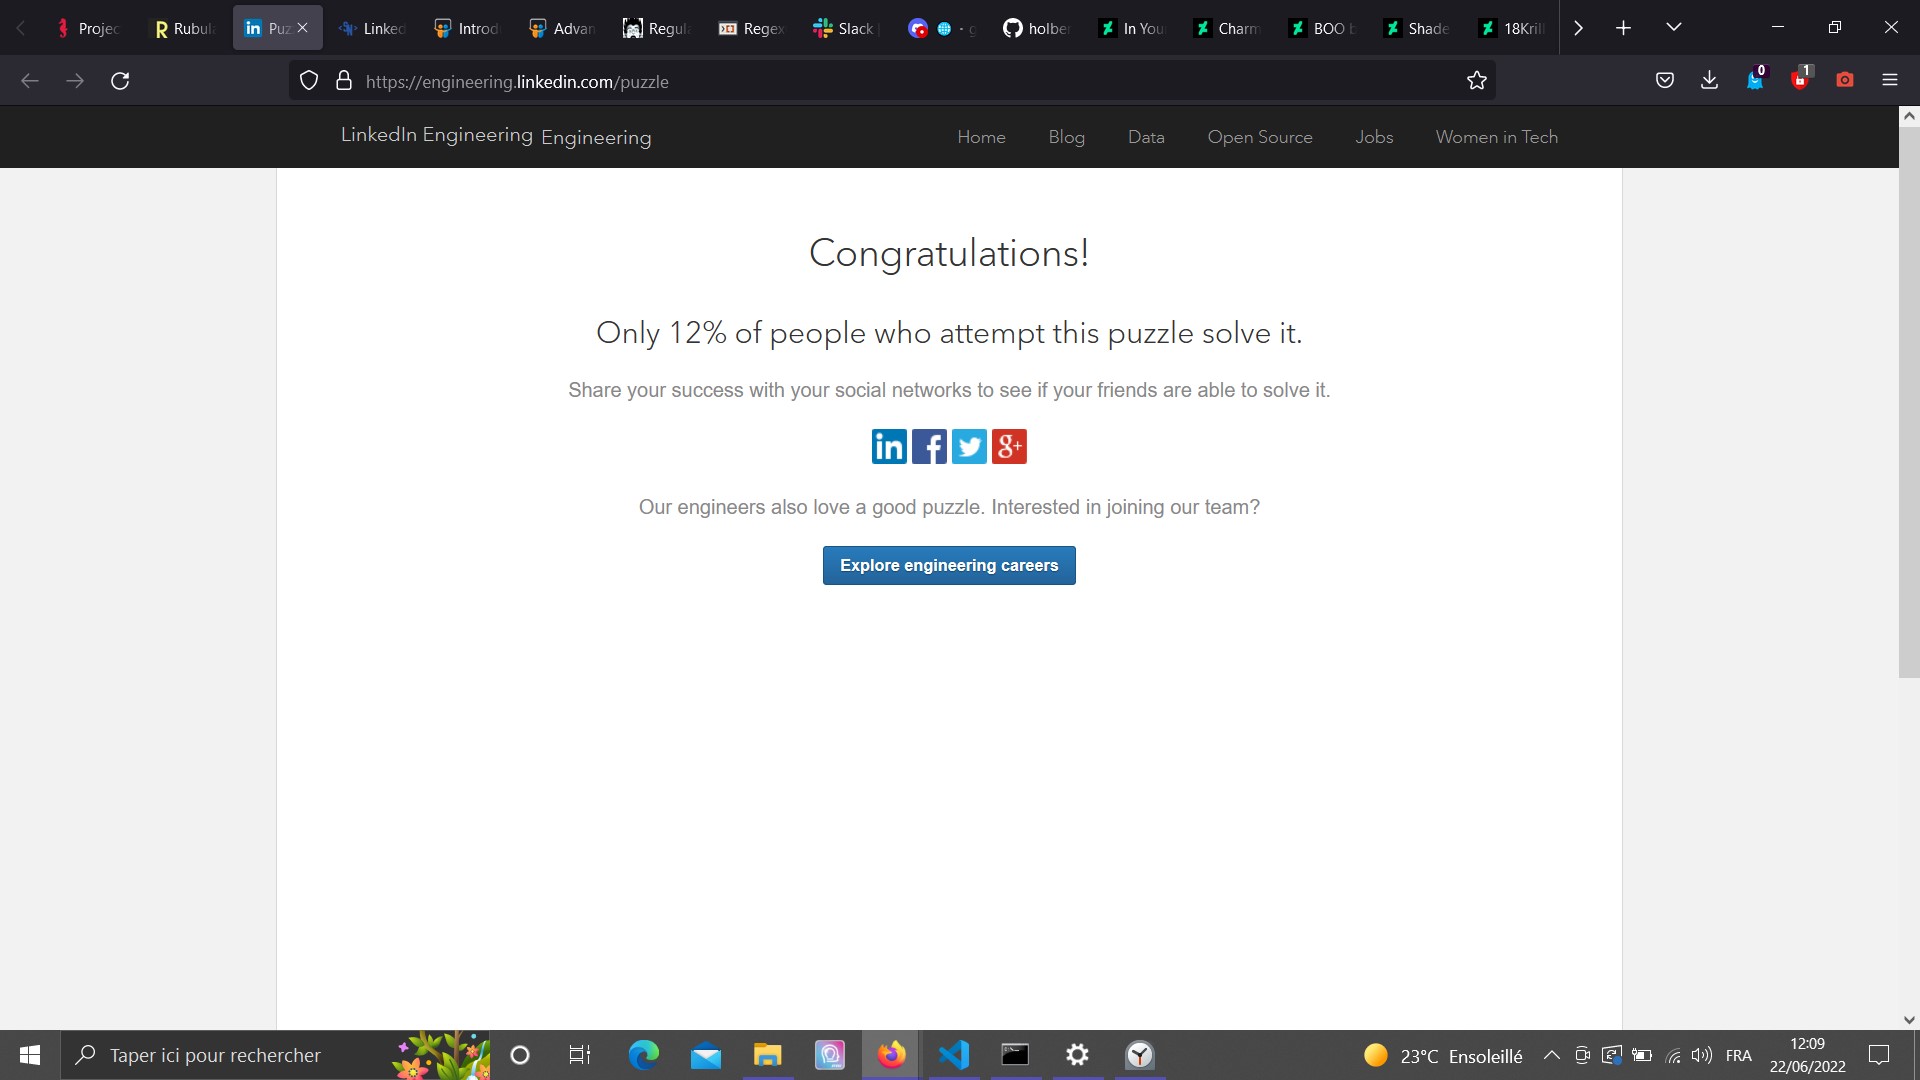 Projec
Rubul
Puz
Linked
Introd
Advan
Regula
Regex
Slack
holber
In You
Charm
BOO b
Shade
18Krill
https://engineering.linkedin.com/puzzle
0
1
LinkedIn Engineering Engineering
Home Blog Data Open Source Jobs Women in Tech
Congratulations!
Only 12% of people who attempt this puzzle solve it.
Share your success with your social networks to see if your friends are able to solve it.
Our engineers also love a good puzzle. Interested in joining our team?
Explore engineering careers
Taper ici pour rechercher
23°C Ensoleillé
FRA
12:09
22/06/2022